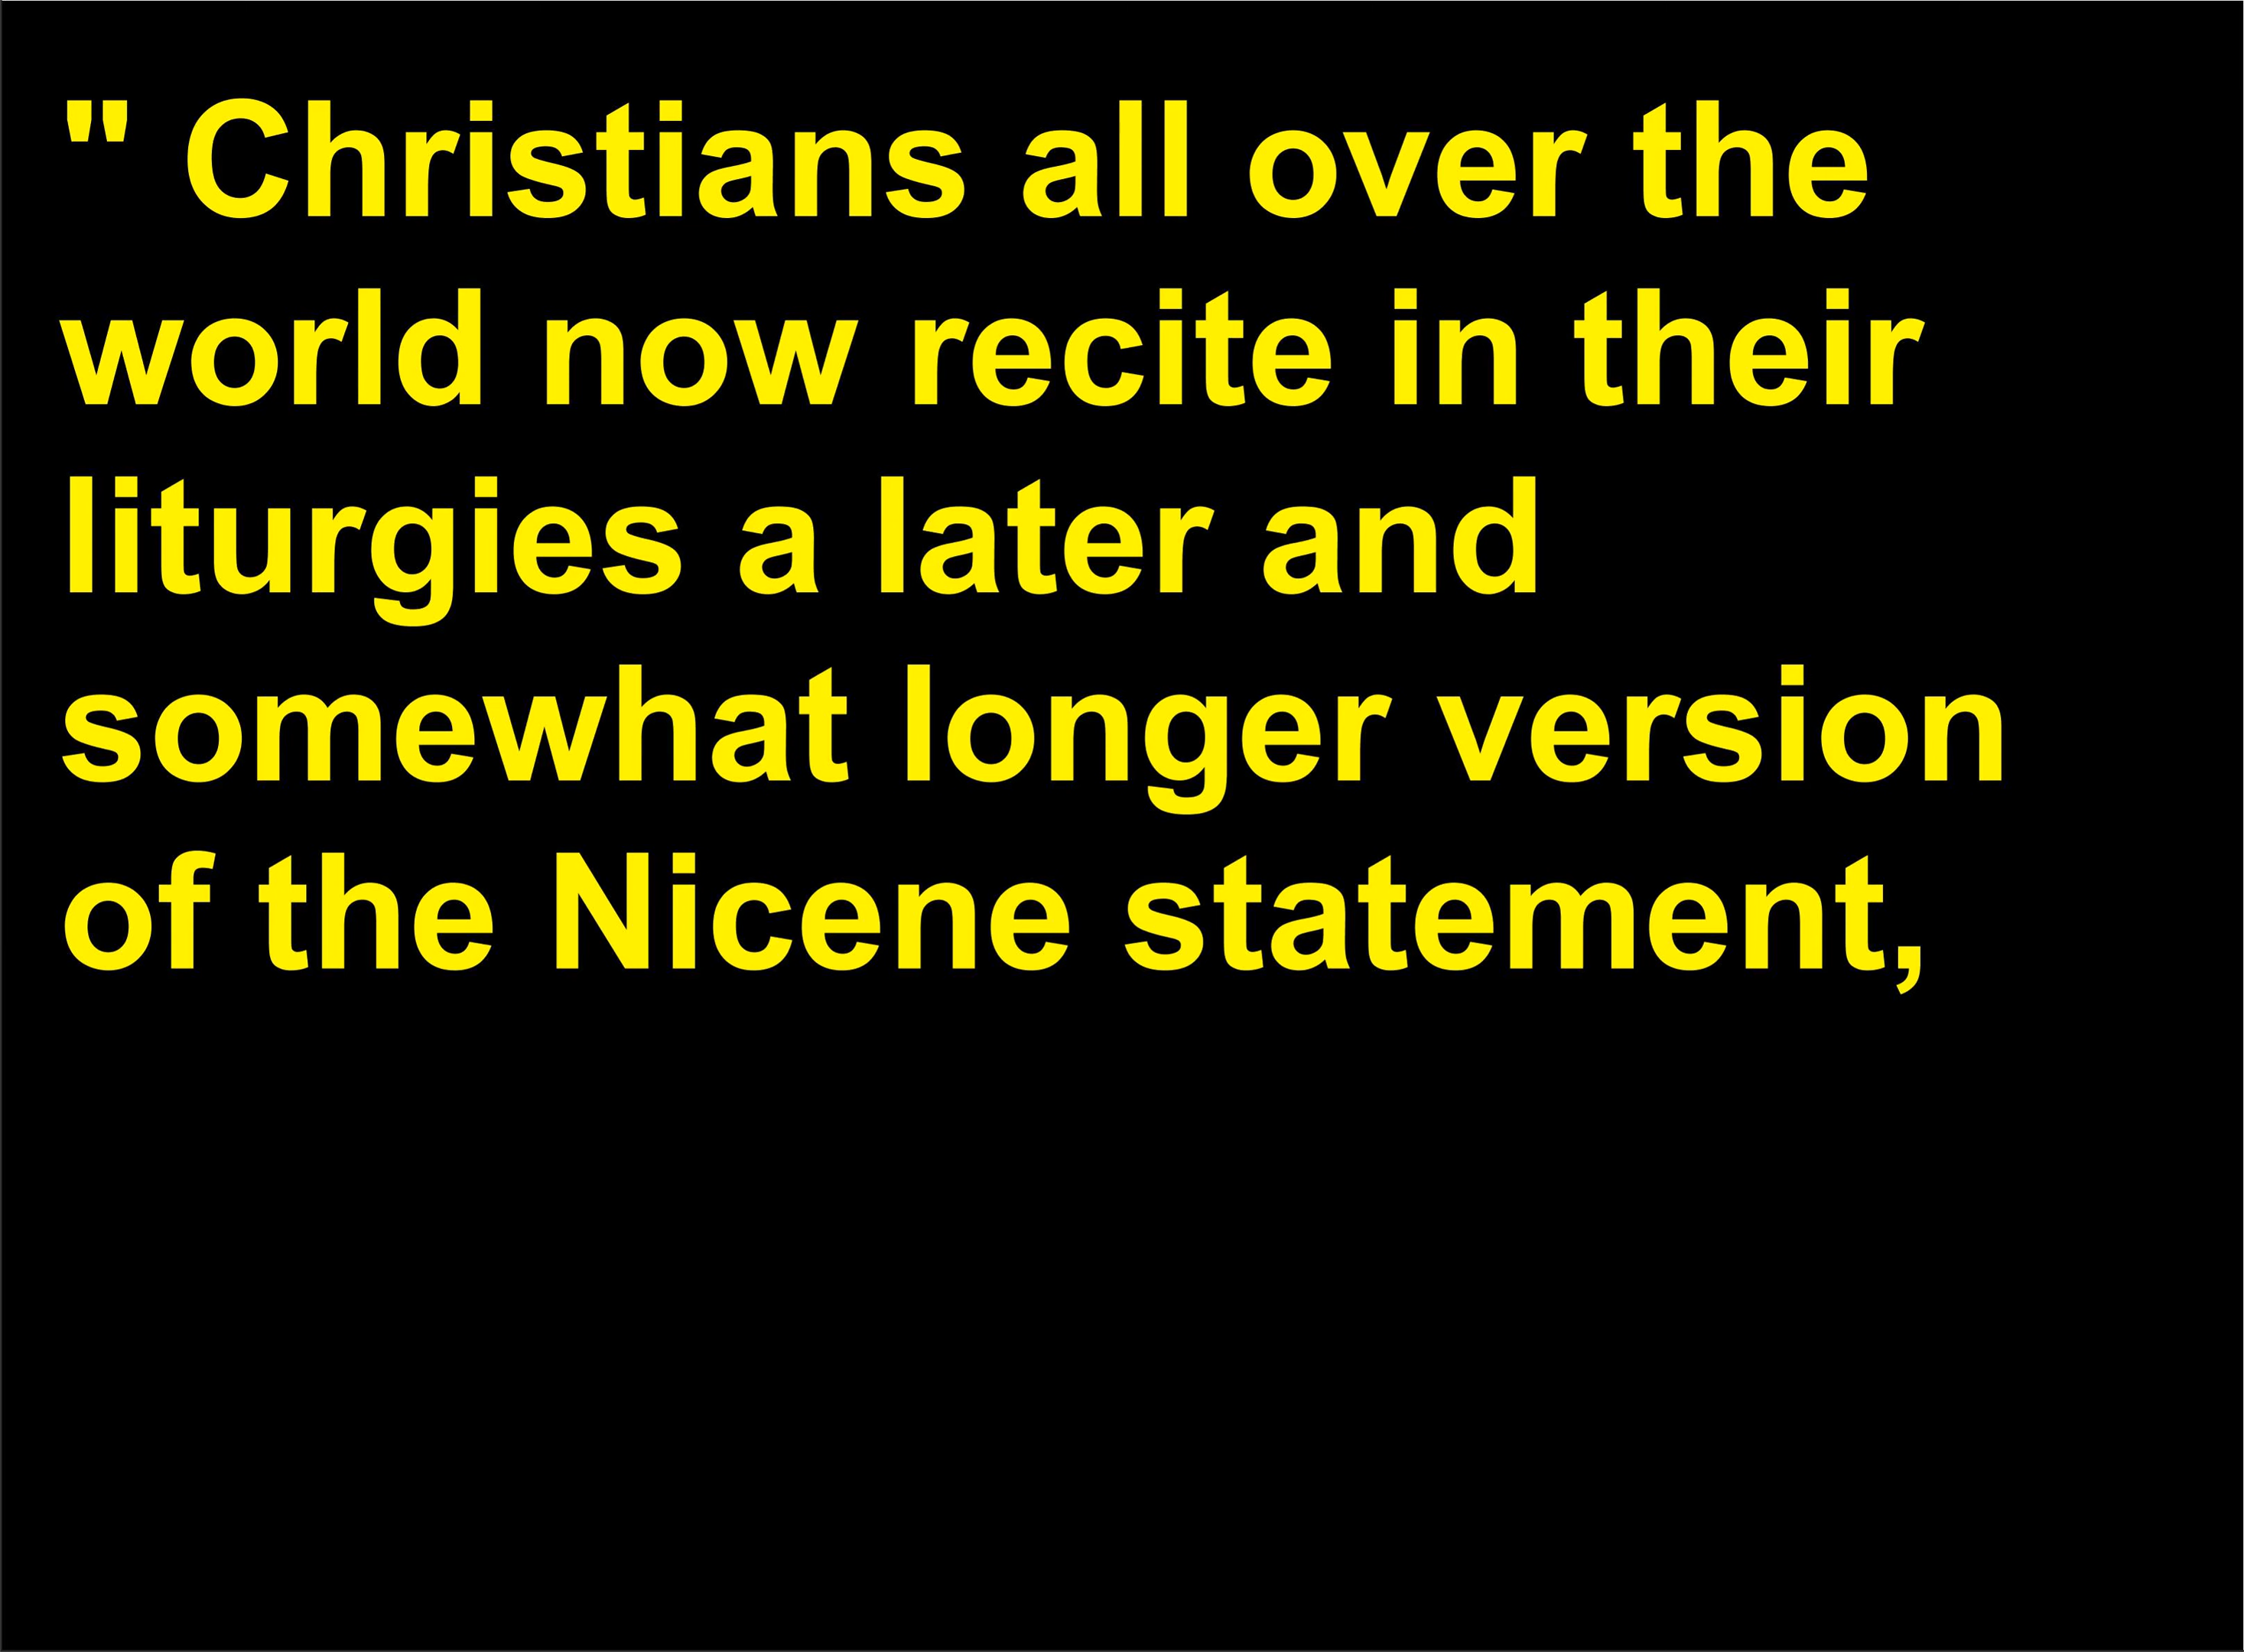 " Christians all over the
world now recite in their
liturgies a later and
somewhat longer version
of the Nicene statement,